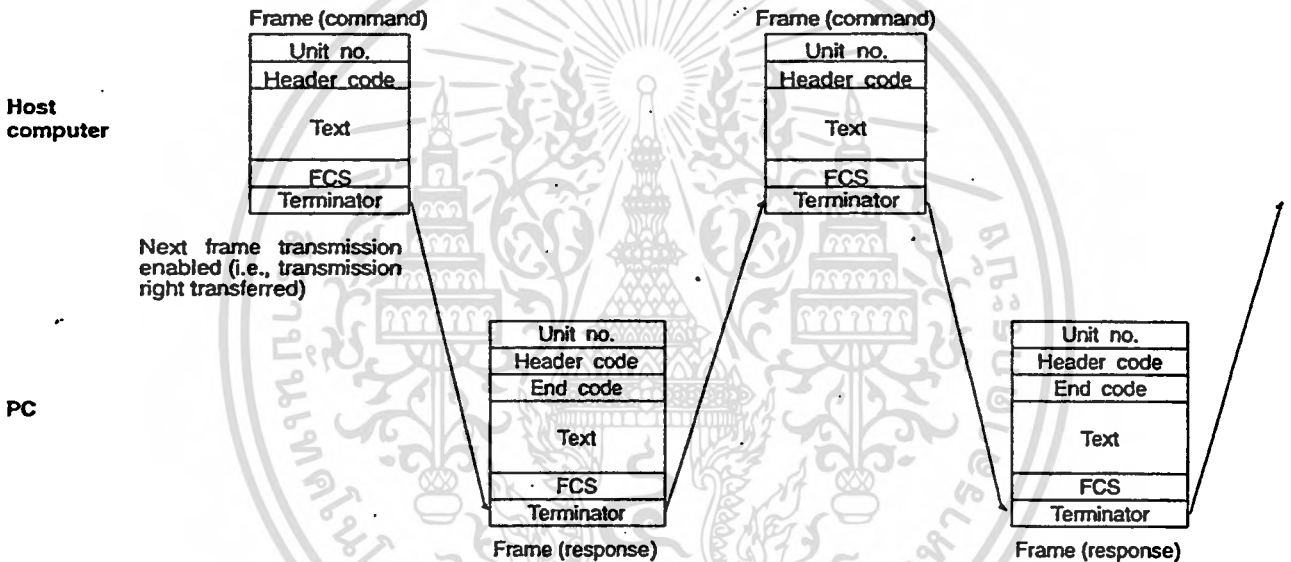 Frame (command)
Unit no.
Header code
Text
FCS
Terminator
Frame (command)
Unit no.
Header code
Text
FCS
Terminator
Host
computer
Next frame transmission
enabled (i.e., transmission
right transferred)
PC
Unit no.
Header code
End code
Text
FCS
Terminator
Frame (response)
Unit no.
Header code
End code
Text
FCS
Terminator
Frame (response)